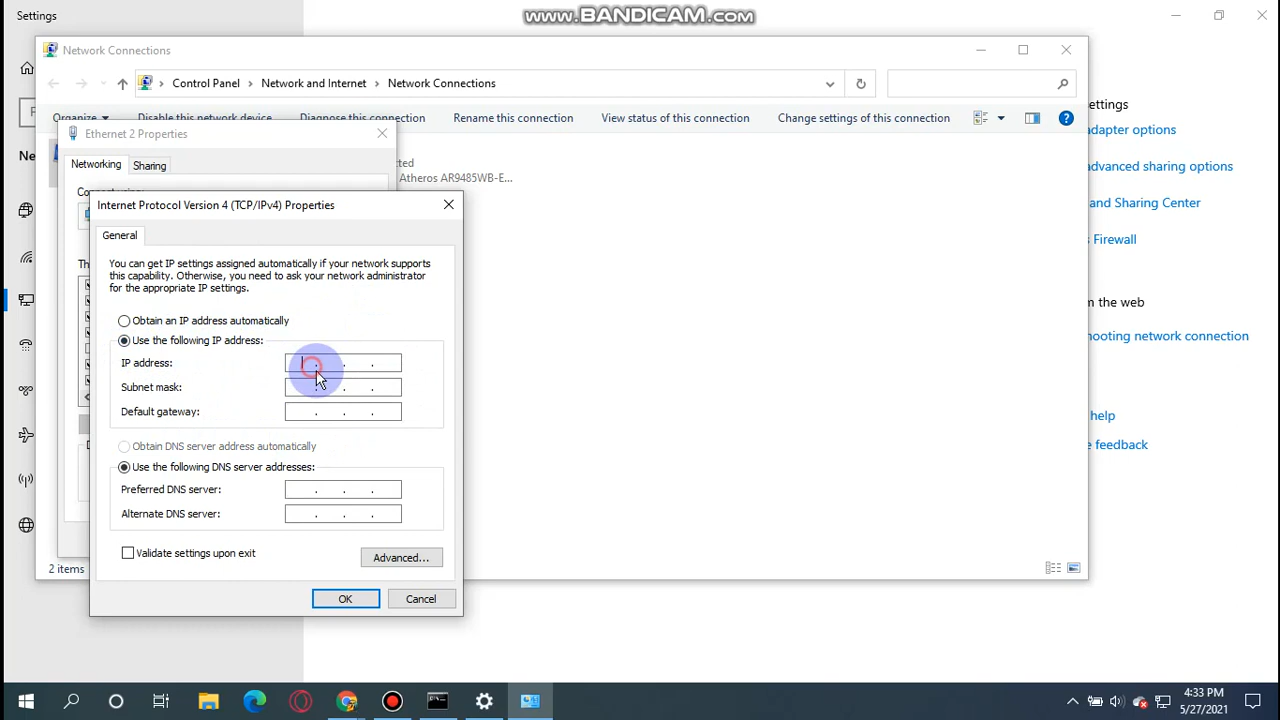 Settings
www.BANDICAM.com
Network Connections
Control Panel
Network and Internet
Network Connections
Organize
Disable this network device
Diagnose this connection
Rename this connection
View status of this connection
Change settings of this connection
Ethernet 2 Properties
Networking
Sharing
Atheros AR9485WB-E...
Internet Protocol Version 4 (TCP/IPv4) Properties
General
You can get IP settings assigned automatically if your network supports
this capability. Otherwise, you need to ask your network administrator
for the appropriate IP settings.
Obtain an IP address automatically
Use the following IP address:
IP address:
Subnet mask:
Default gateway:
Obtain DNS server address automatically
Use the following DNS server addresses:
Preferred DNS server:
Alternate DNS server:
Validate settings upon exit
Advanced...
OK
Cancel
2 items
ettings
adapter options
advanced sharing options
and Sharing Center
Firewall
m the web
hooting network connection
help
e feedback
4:33 PM
5/27/2021